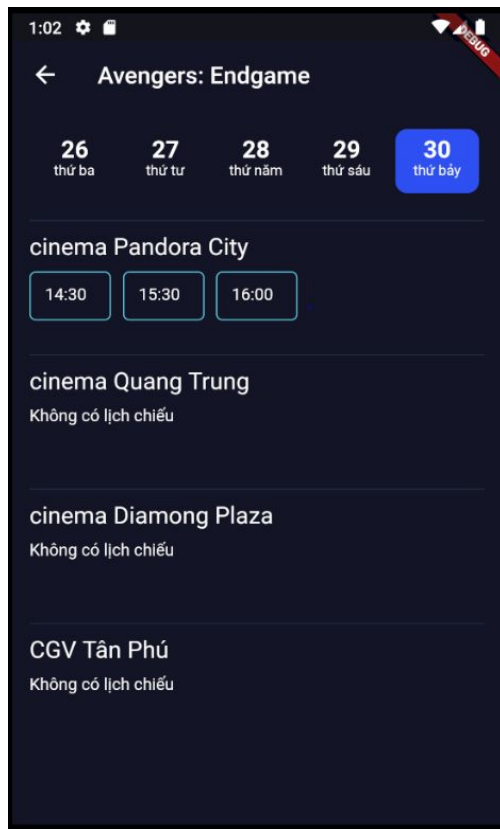 1:02
DEBUG
Avengers: Endgame
26 27 28 29 30
thứ ba thứ tư thứ năm thứ sáu thứ bảy
cinema Pandora City
14:30 15:30 16:00
cinema Quang Trung
Không có lịch chiếu
cinema Diamong Plaza
Không có lịch chiếu
CGV Tân Phú
Không có lịch chiếu